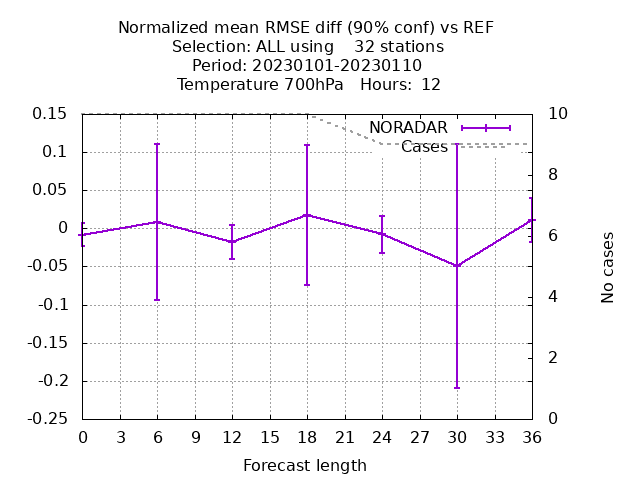 Normalized mean RMSE diff (90% conf) vs REF
Selection: ALL using    32 stations
Period: 20230101-20230110
Temperature 700hPa   Hours:  12
NORADAR
Cases
0.15
0.1
0.05
0
-0.05
-0.1
-0.15
-0.2
-0.25
10
8
6
4
2
0
No cases
0 3 6 9 12 15 18 21 24 27 30 33 36
Forecast length